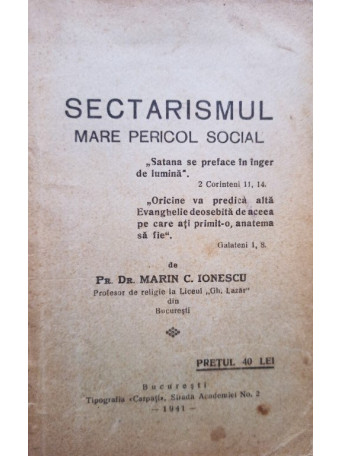 SECTARISMUL
MARE PERICOL SOCIAL
„Satana se preface în înger
de lumină“.
2 Corinteni 11, 14.
„Oricine va predică altă
Evanghelie deosebită de aceea
pe care ați primit-o, anatema
să fie“.
Galateni 1, 8.
de
PR. DR. MARIN C. IONESCU
Profesor de religie la Liceul „Gh. Lazăr“
din
București
PREȚUL 40 LEI
București
Tipografia «Carpați», Strada Academiei No. 2
— 1941 —